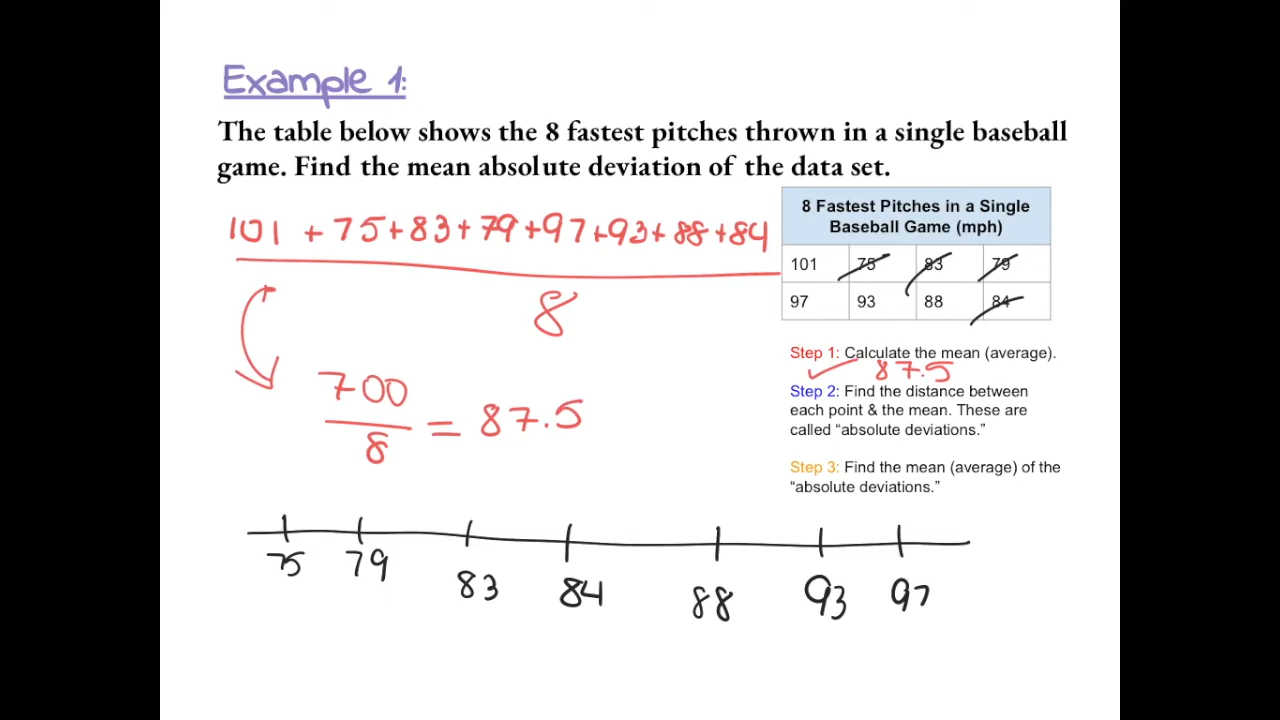 Example 1:
The table below shows the 8 fastest pitches thrown in a single baseball
game. Find the mean absolute deviation of the data set.
101 + 75 + 83 + 79 + 97 + 93 + 88 + 84
8
700
8
= 87.5
8 Fastest Pitches in a Single
Baseball Game (mph)
101 75 83 79
97 93 88 84
Step 1: Calculate the mean (average).
87.5
Step 2: Find the distance between
each point & the mean. These are
called “absolute deviations.”
Step 3: Find the mean (average) of the
“absolute deviations.”
75 79 83 84 88 93 97